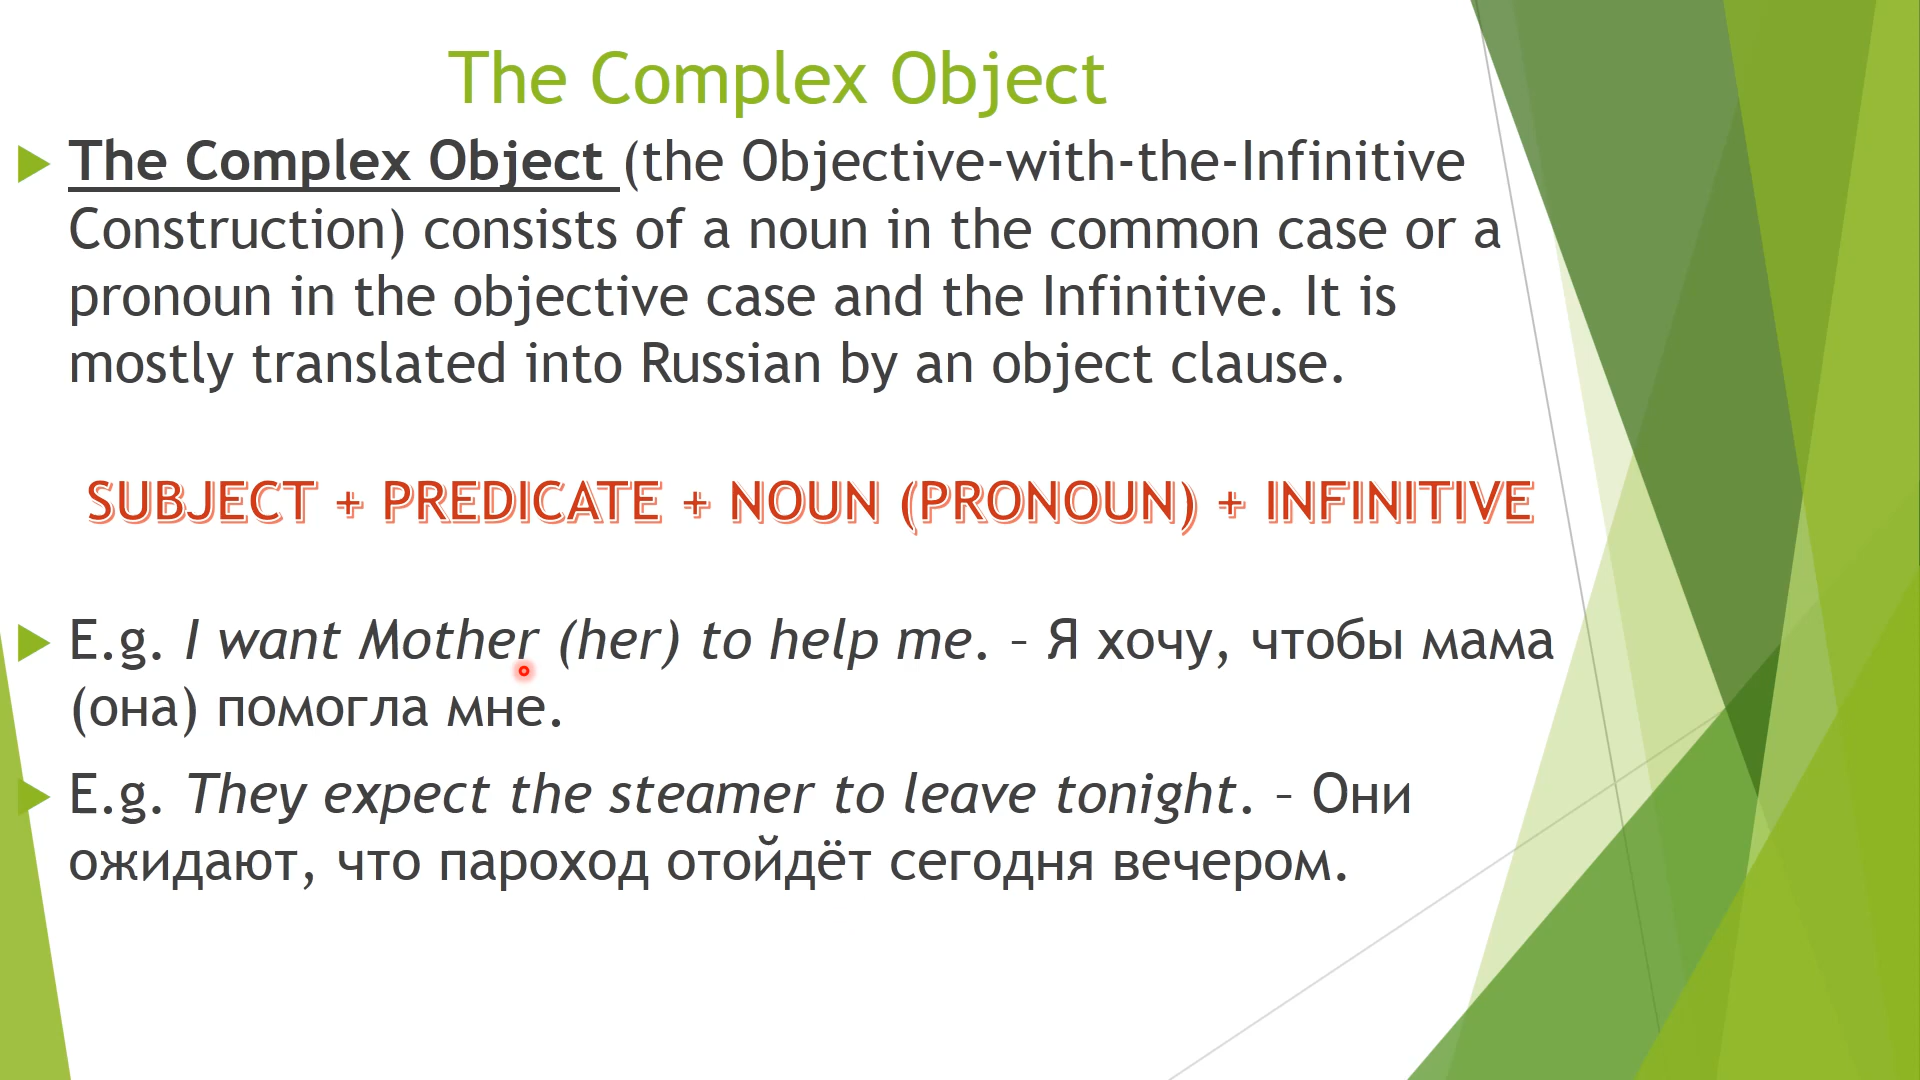 The Complex Object
The Complex Object (the Objective-with-the-Infinitive
Construction) consists of a noun in the common case or a
pronoun in the objective case and the Infinitive. It is
mostly translated into Russian by an object clause.
SUBJECT + PREDICATE + NOUN (PRONOUN) + INFINITIVE
E.g. I want Mother (her) to help me. – Я хочу, чтобы мама
(она) помогла мне.
E.g. They expect the steamer to leave tonight. – Они
ожидают, что пароход отойдёт сегодня вечером.